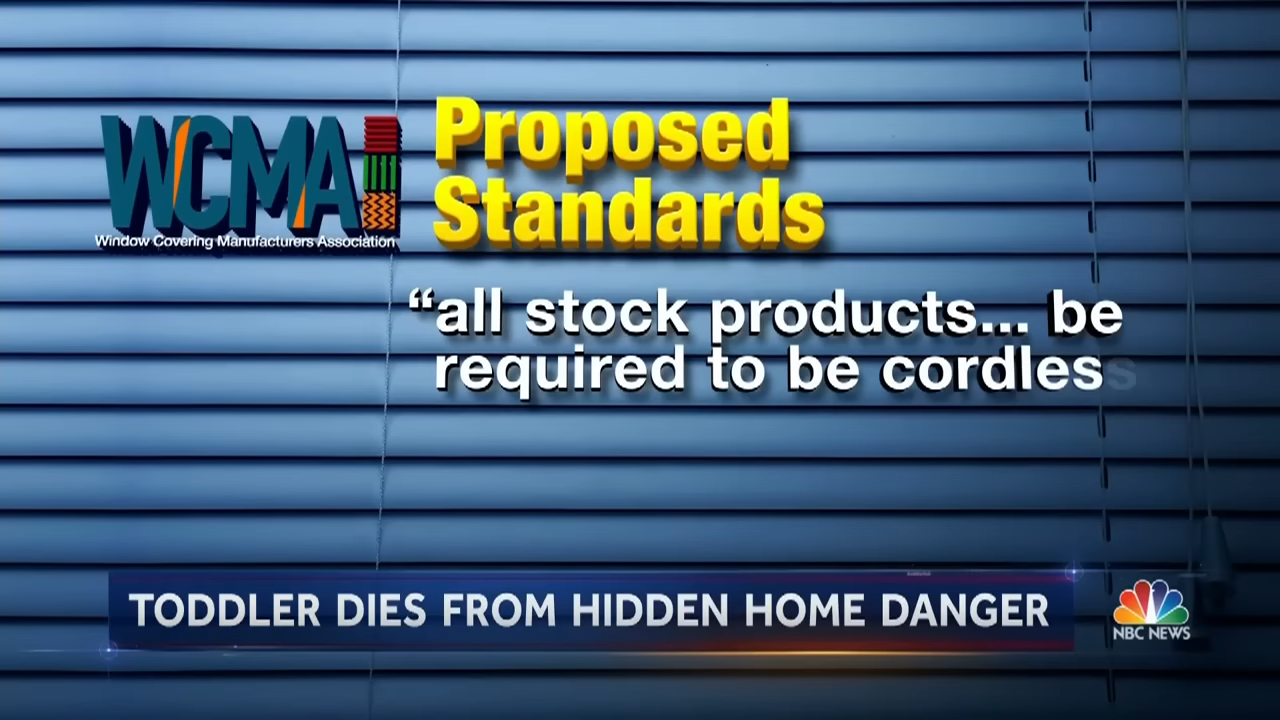 WCMA
Window Covering Manufacturers Association
Proposed
Standards
“all stock products... be
required to be cordless
TODDLER DIES FROM HIDDEN HOME DANGER
NBC NEWS